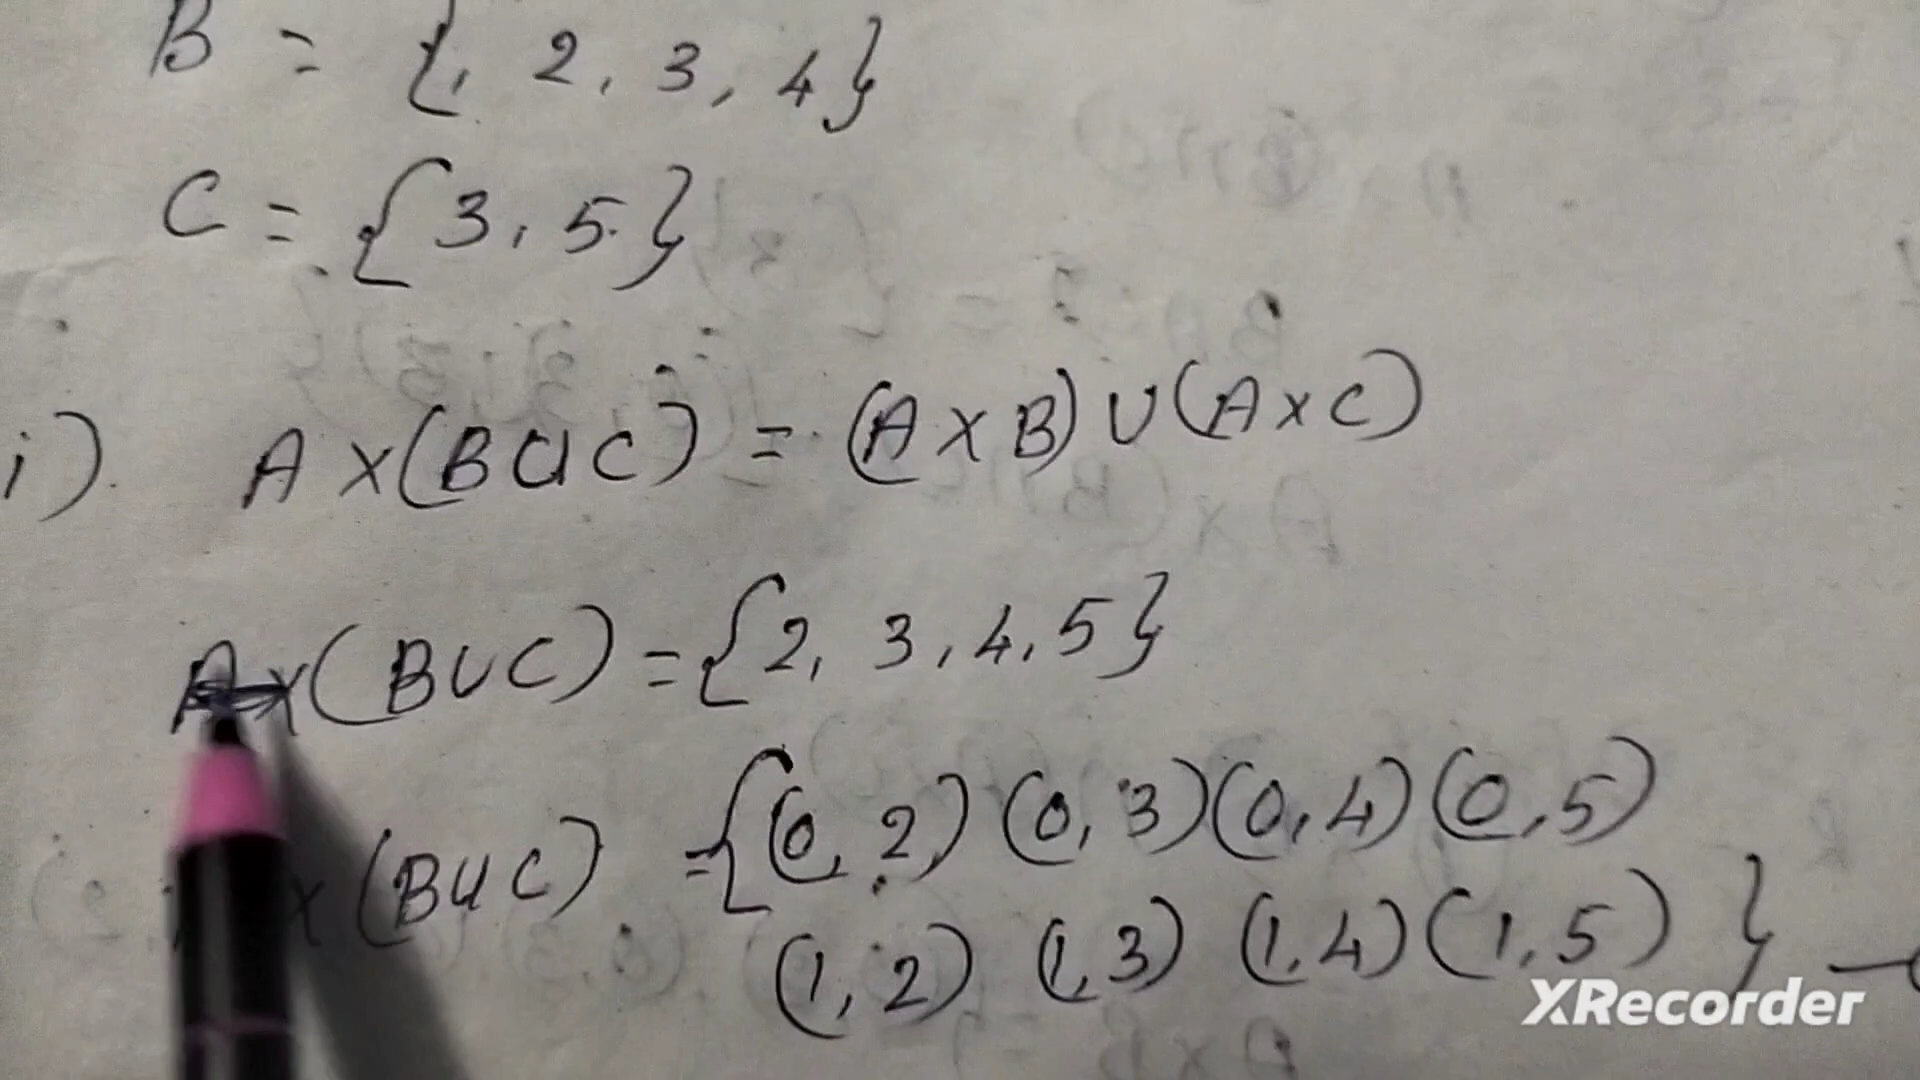 B = {, 2, 3, 4}
C = {3, 5}
i). A × (B ∪ C) = (A × B) ∪ (A × C)
A × (B ∪ C) = {2, 3, 4, 5}
× (B ∪ C) = {(0, 2) (0, 3) (0, 4) (0, 5)
(1, 2) (1, 3) (1, 4) (1, 5) }
XRecorder